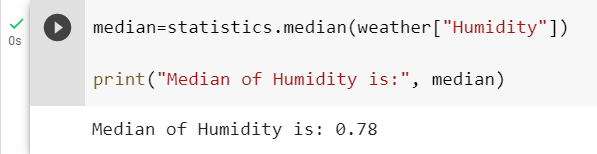 median=statistics.median(weather["Humidity"])
0s
print("Median of Humidity is:", median)
Median of Humidity is: 0.78